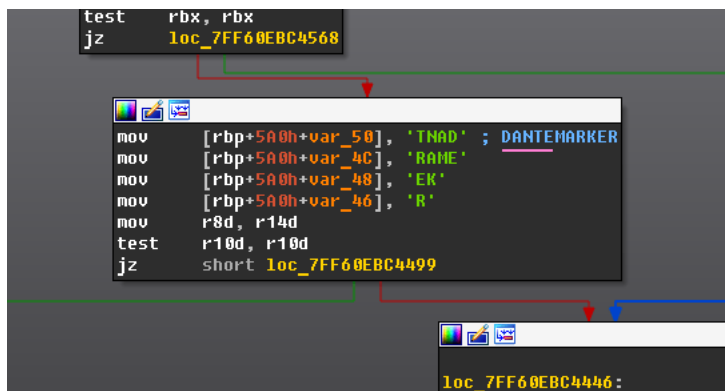 test rbx, rbx
jz loc_7FF60EBC4568
mov [rbp+5A0h+var_50], 'TNAD' ; DANTEMARKER
mov [rbp+5A0h+var_4C], 'RAME'
mov [rbp+5A0h+var_48], 'EK'
mov [rbp+5A0h+var_46], 'R'
mov r8d, r14d
test r10d, r10d
jz short loc_7FF60EBC4499
loc_7FF60EBC4446: